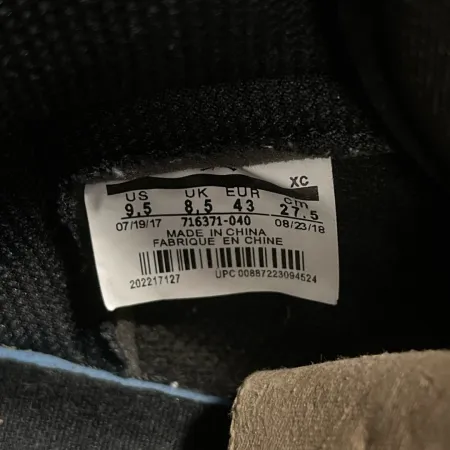 XC
US UK EUR cm
9.5 8.5 43 27.5
07/19/17 716371-040 08/23/18
MADE IN CHINA
FABRIQUE EN CHINE
202217127 UPC 00887223094524